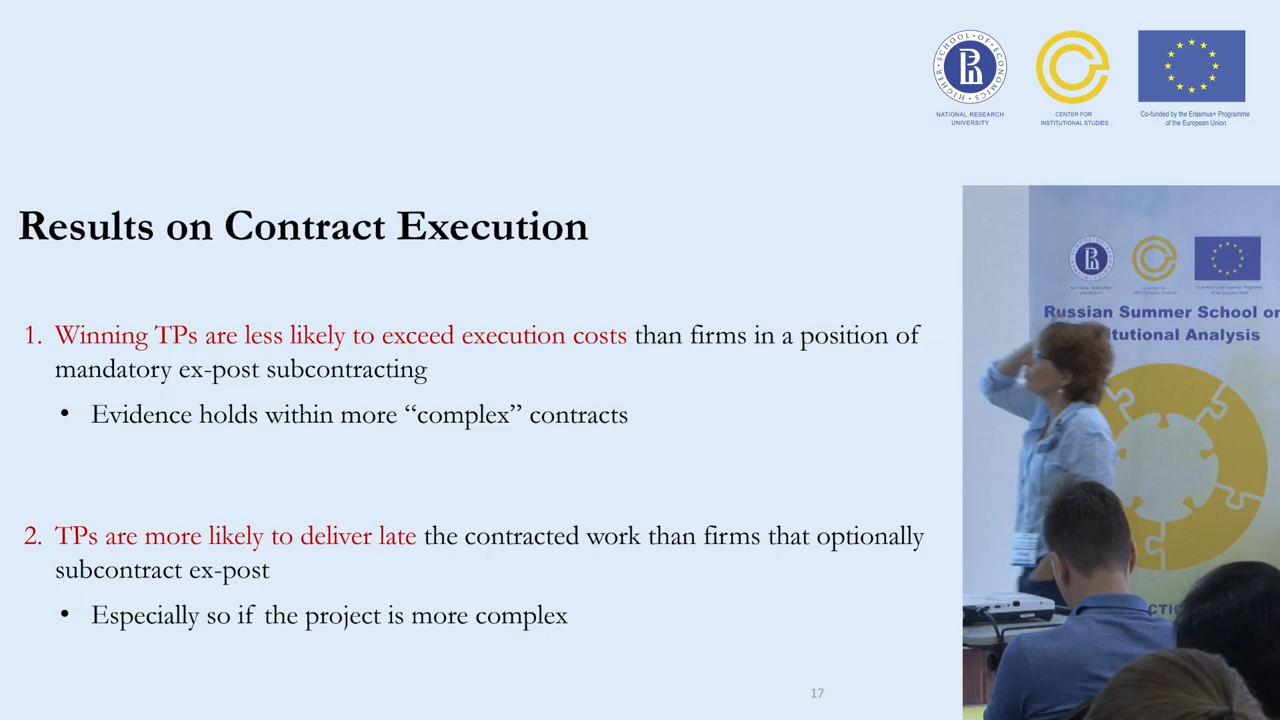 HIGHER · SCHOOL · OF · ECONOMICS
NATIONAL RESEARCH
UNIVERSITY
CENTER FOR
INSTITUTIONAL STUDIES
Co-funded by the Erasmus+ Programme
of the European Union
Results on Contract Execution
1. Winning TPs are less likely to exceed execution costs than firms in a position of
mandatory ex-post subcontracting
• Evidence holds within more “complex” contracts
2. TPs are more likely to deliver late the contracted work than firms that optionally
subcontract ex-post
• Especially so if the project is more complex
17
Russian Summer School on
Analysis